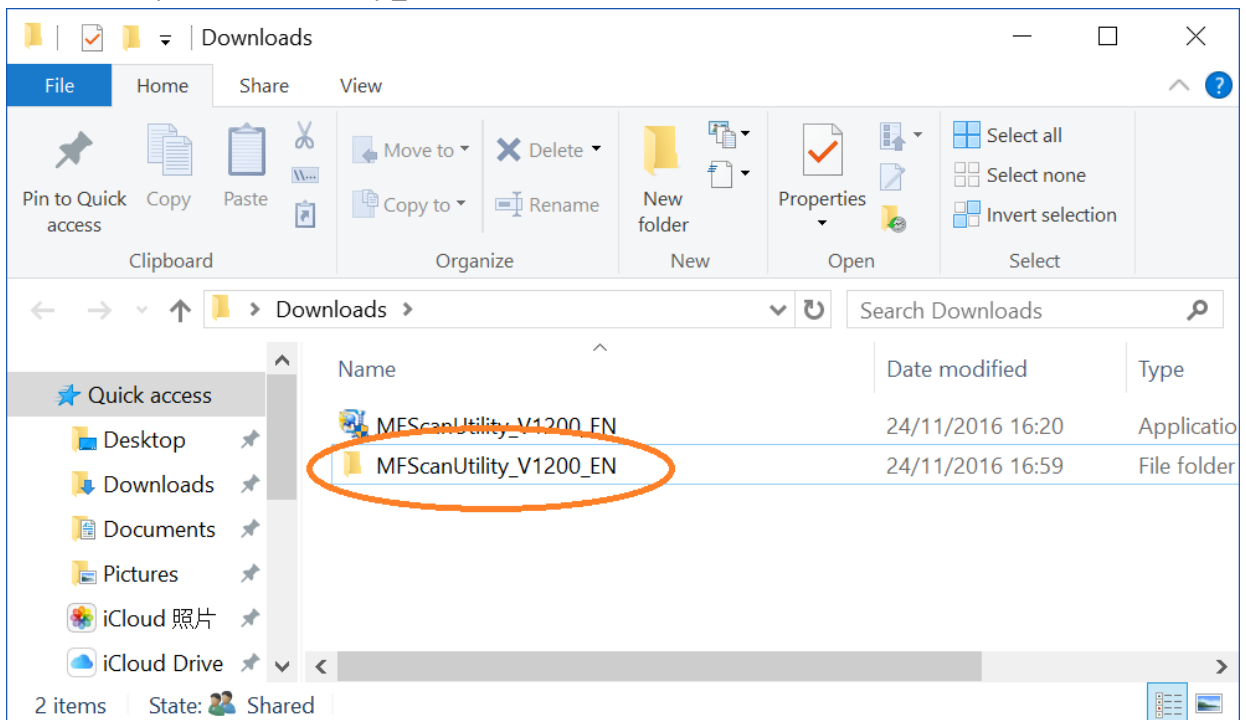 Downloads
File Home Share View
Pin to Quick access Copy Paste
Move to Copy to Delete Rename
New folder
Properties
Select all
Select none
Invert selection
Clipboard Organize New Open Select
Downloads Search Downloads
Name Date modified Type
Quick access
Desktop
Downloads
Documents
Pictures
iCloud 照片
iCloud Drive
MFScanUtility_V1200_EN 24/11/2016 16:20 Applicatio
MFScanUtility_V1200_EN 24/11/2016 16:59 File folder
2 items State: Shared